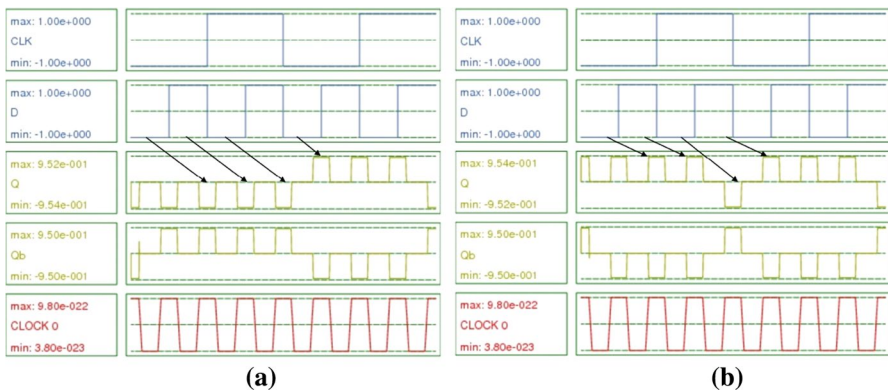 max: 1.00e+000
CLK
min: -1.00e+000
max: 1.00e+000
D
min: -1.00e+000
max: 9.52e-001
Q
min: -9.54e-001
max: 9.50e-001
Qb
min: -9.50e-001
max: 9.80e-022
CLOCK 0
min: 3.80e-023
(a)
max: 1.00e+000
CLK
min: -1.00e+000
max: 1.00e+000
D
min: -1.00e+000
max: 9.54e-001
Q
min: -9.52e-001
max: 9.50e-001
Qb
min: -9.50e-001
max: 9.80e-022
CLOCK 0
min: 3.80e-023
(b)